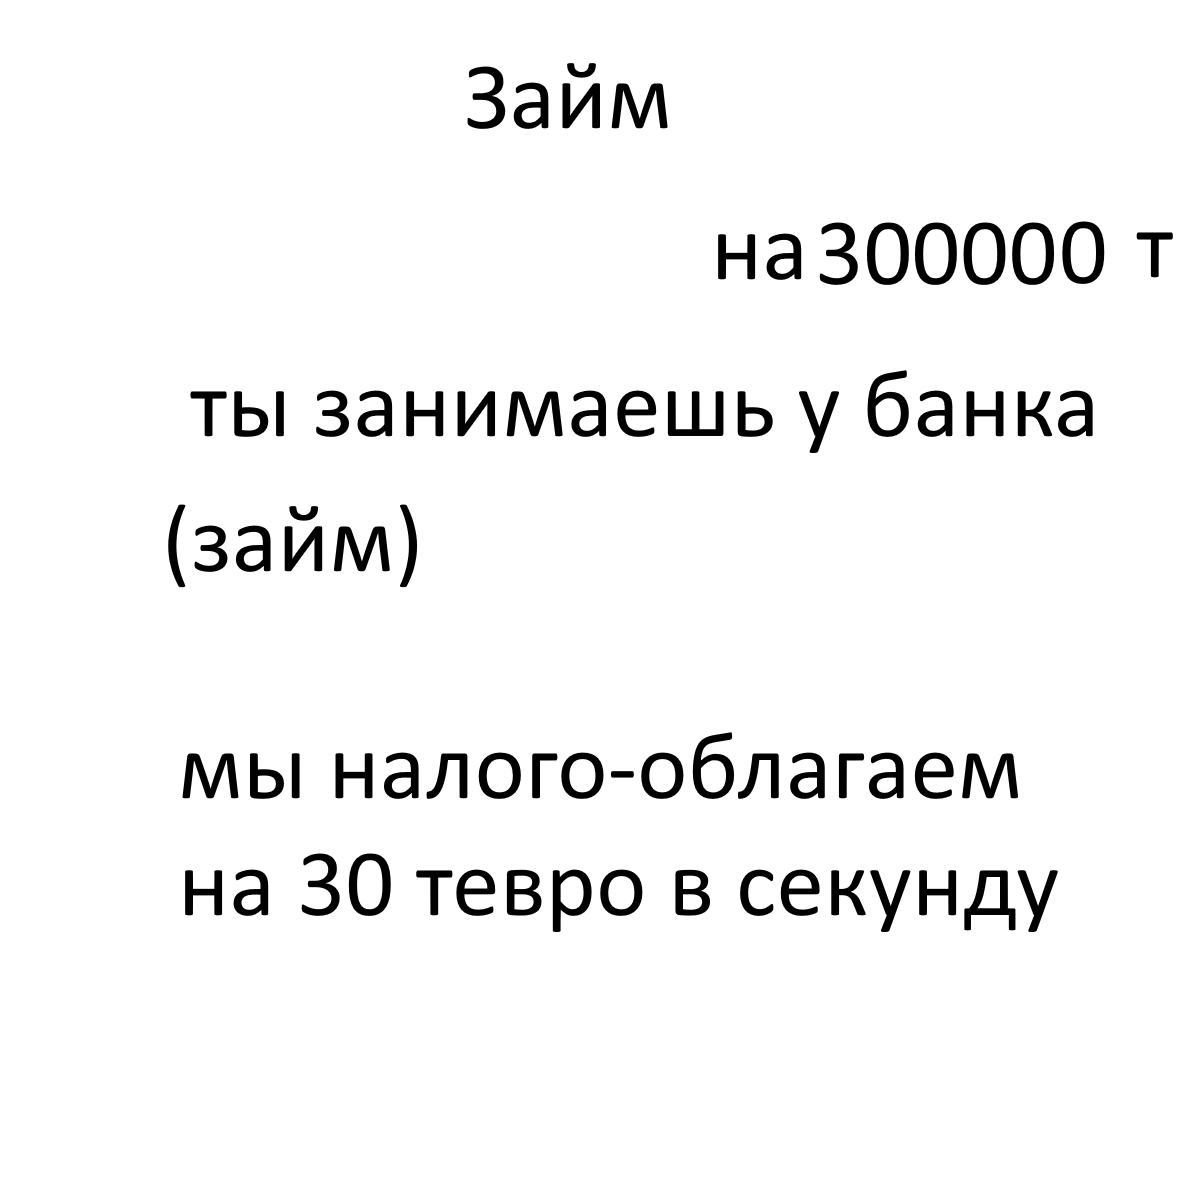 Займ
на 300000 т
ты занимаешь у банка
(займ)
мы налого-облагаем
на 30 тевро в секунду